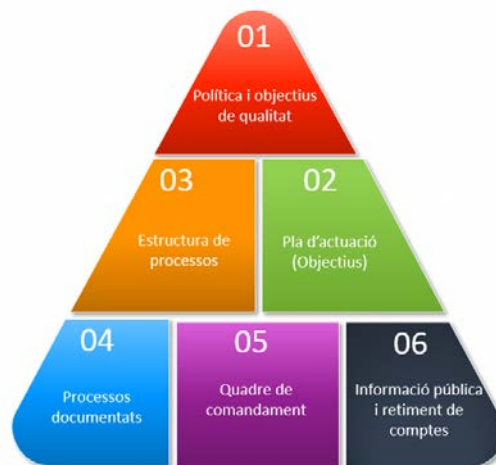 01
Política i objectius
de qualitat
03
Estructura de
processos
02
Pla d'actuació
(Objectius)
04
Processos
documentats
05
Quadre de
comandament
06
Informació pública
i retiment de
comptes